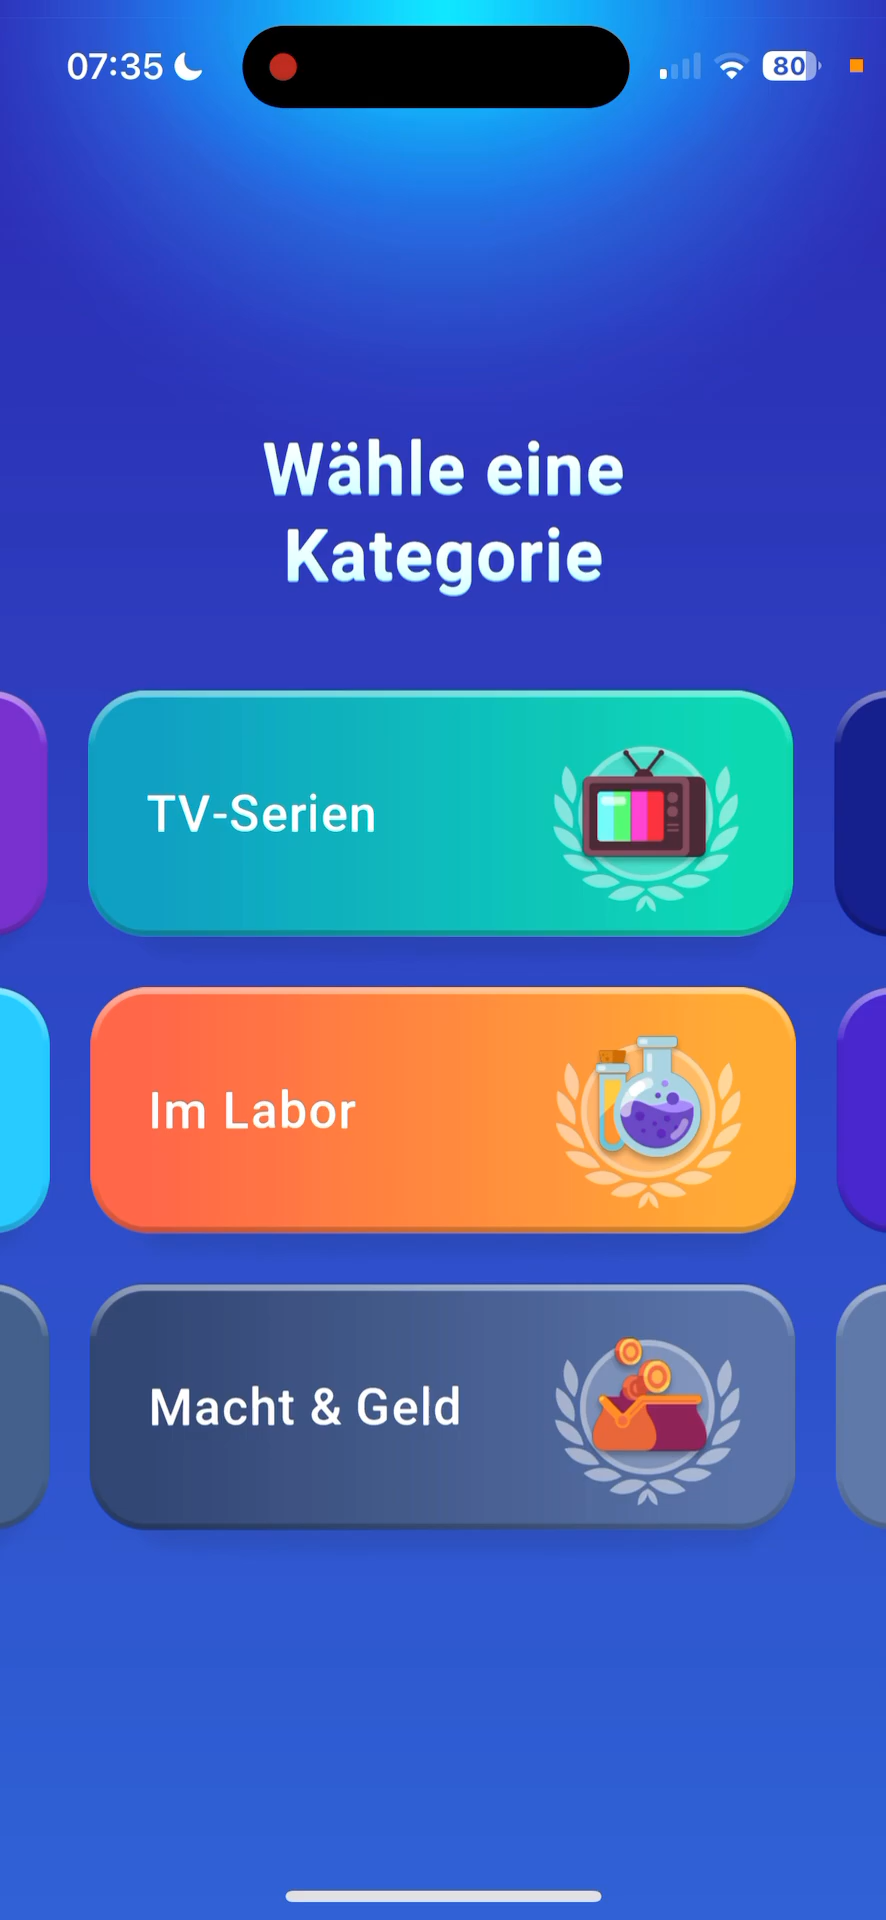 07:35
80
Wähle eine
Kategorie
TV-Serien
Im Labor
Macht & Geld